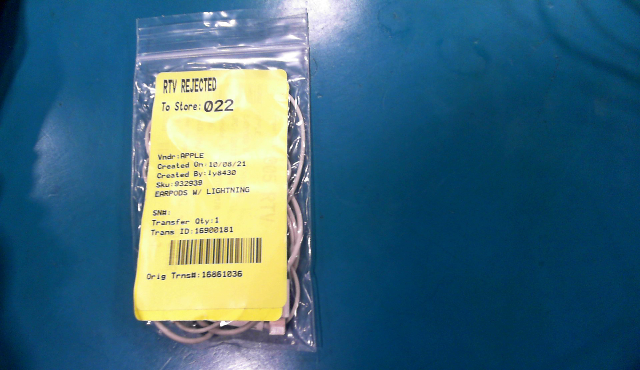 RTV REJECTED
To Store:022
Vndr:APPLE
Created On:10/08/21
Created By:ly8430
Sku:932939
EARPODS W/ LIGHTNING
SN#:
Transfer Qty:1
Trans ID:16900181
Orig Trns#:16861036